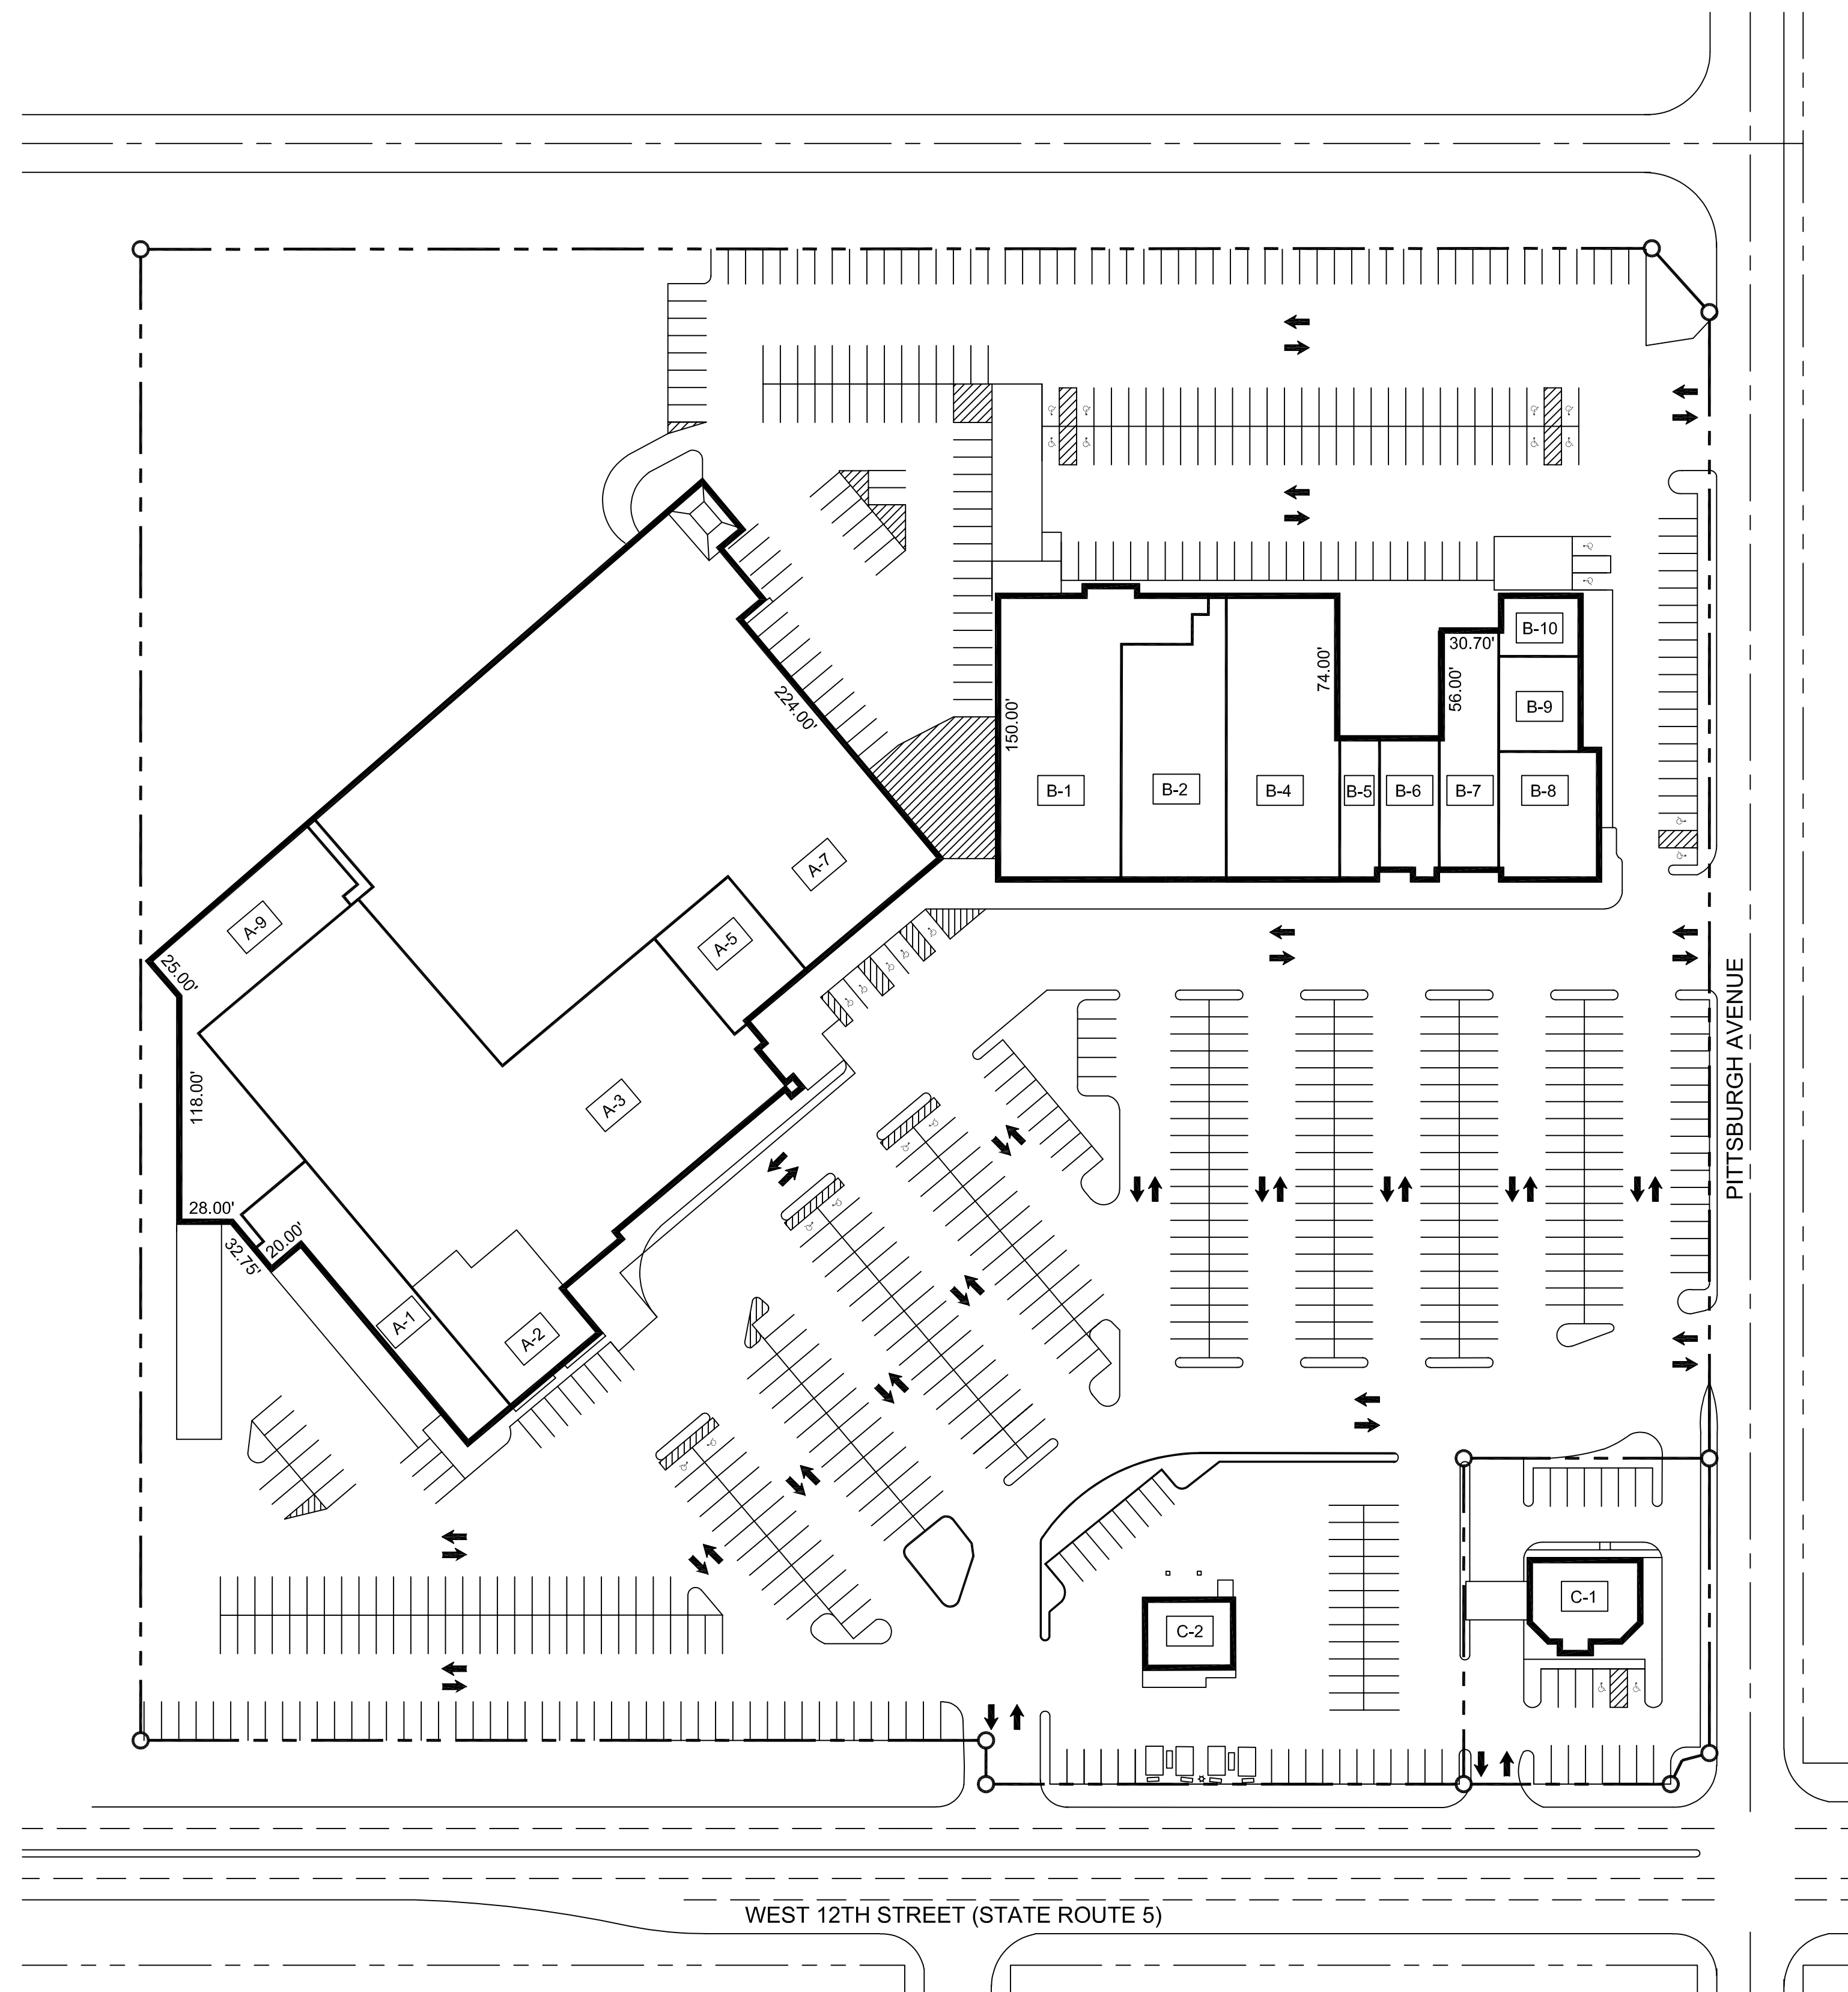 B-10
30.70'
74.00'
56.00'
224.00'
B-9
150.00'
B-1
B-2
B-4
B-5
B-6
B-7
B-8
A-7
A-9
A-5
25.00'
118.00'
A-3
28.00'
32.75'
20.00'
A-1
A-2
PITTSBURGH AVENUE
C-1
C-2
WEST 12TH STREET (STATE ROUTE 5)